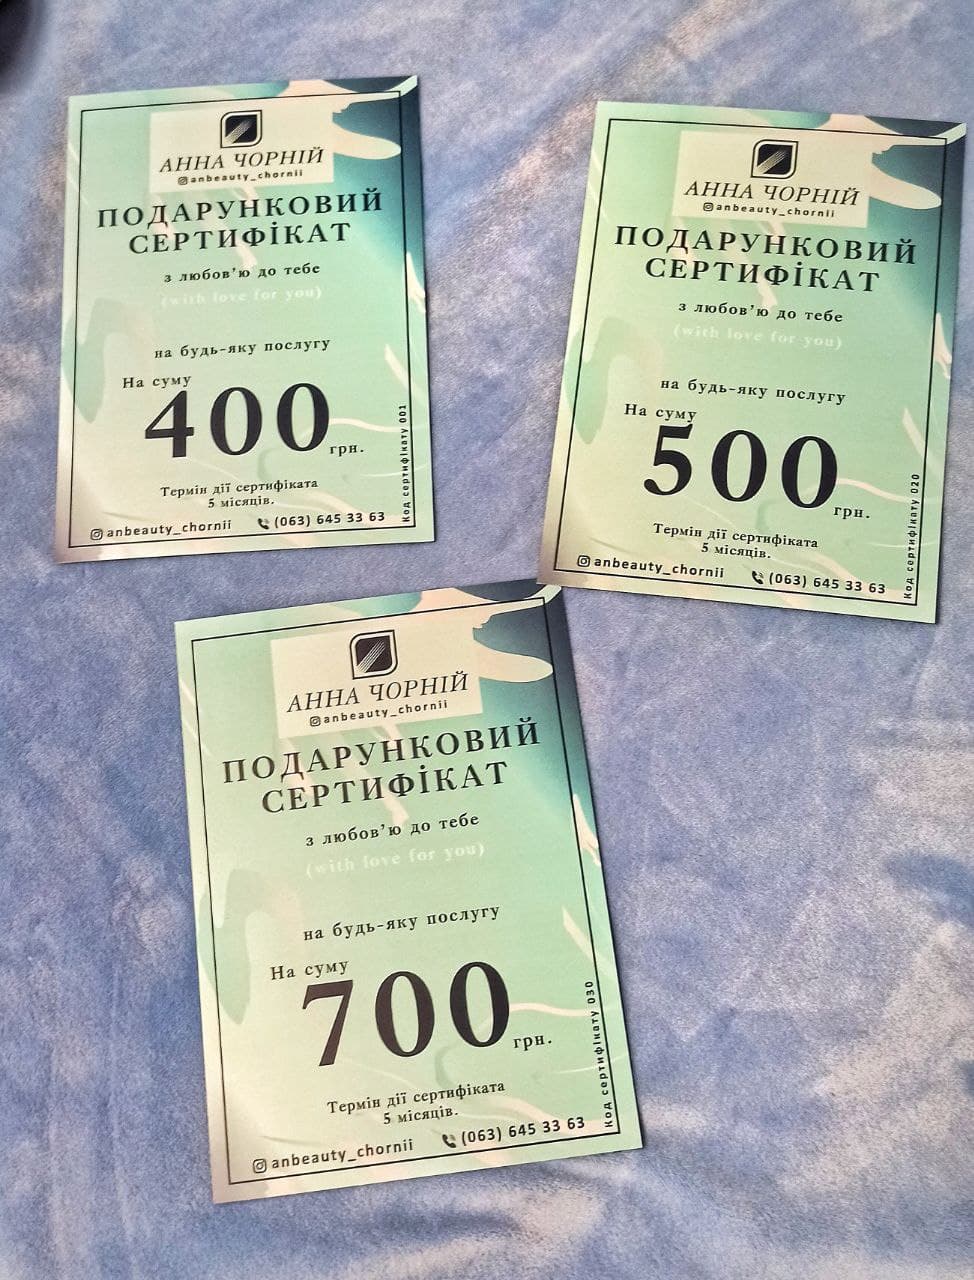 АННА ЧОРНІЙ
anbeauty_chornii
ПОДАРУНКОВИЙ
СЕРТИФІКАТ
з любов'ю до тебе
(with love for you)
на будь-яку послугу
На суму
400 грн.
Термін дії сертифіката
5 місяців.
anbeauty_chornii (063) 645 33 63
Код сертифікату 001
АННА ЧОРНІЙ
anbeauty_chornii
ПОДАРУНКОВИЙ
СЕРТИФІКАТ
з любов'ю до тебе
(with love for you)
на будь-яку послугу
На суму
500 грн.
Термін дії сертифіката
5 місяців.
anbeauty_chornii (063) 645 33 63
Код сертифікату 020
АННА ЧОРНІЙ
anbeauty_chornii
ПОДАРУНКОВИЙ
СЕРТИФІКАТ
з любов'ю до тебе
(with love for you)
на будь-яку послугу
На суму
700 грн.
Термін дії сертифіката
5 місяців.
anbeauty_chornii (063) 645 33 63
Код сертифікату 030